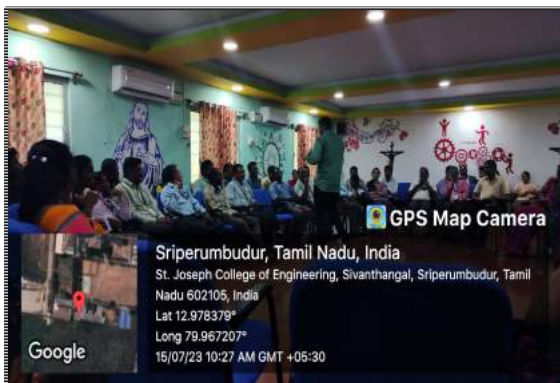 GPS Map Camera
Sriperumbudur, Tamil Nadu, India
St. Joseph College of Engineering, Sivanthangal, Sriperumbudur, Tamil
Nadu 602105, India
Lat 12.978379°
Long 79.967207°
15/07/23 10:27 AM GMT +05:30
Google